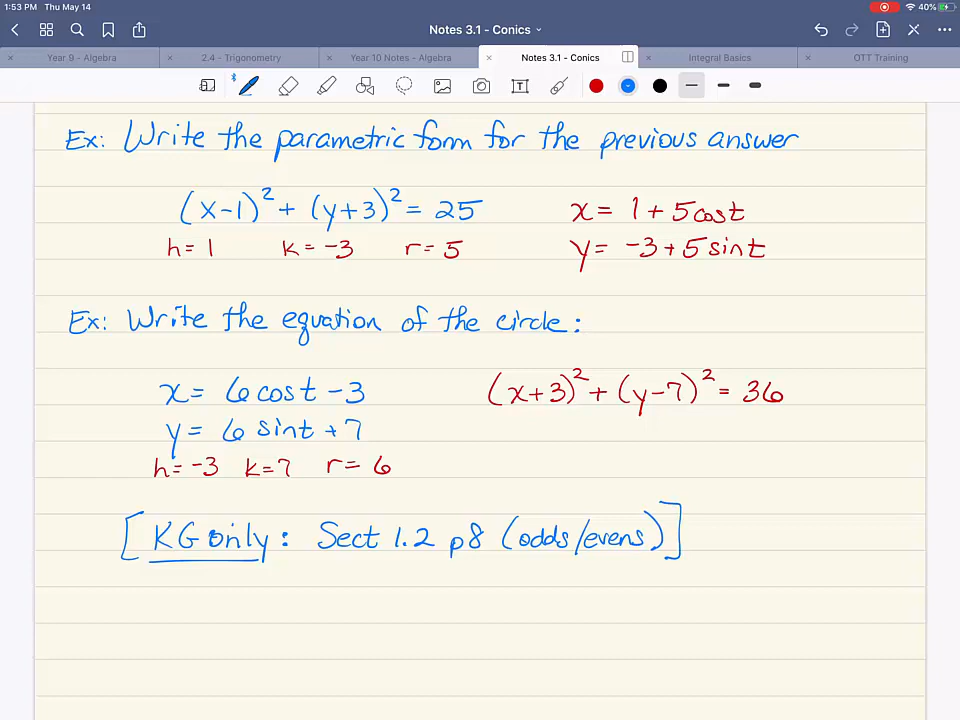 1:53 PM Thu May 14
40%
Notes 3.1 - Conics
Year 9 - Algebra
2.4 - Trigonometry
Year 10 Notes - Algebra
Notes 3.1 - Conics
Integral Basics
OTT Training
Ex: Write the parametric form for the previous answer
(x-1)² + (y+3)² = 25
x = 1 + 5cost
h = 1 k = -3 r = 5
y = -3 + 5 sint
Ex: Write the equation of the circle:
x = 6 cost - 3
(x+3)² + (y-7)² = 36
y = 6 sint + 7
h = -3 k = 7 r = 6
[KG only: Sect 1.2 p8 (odds/evens)]